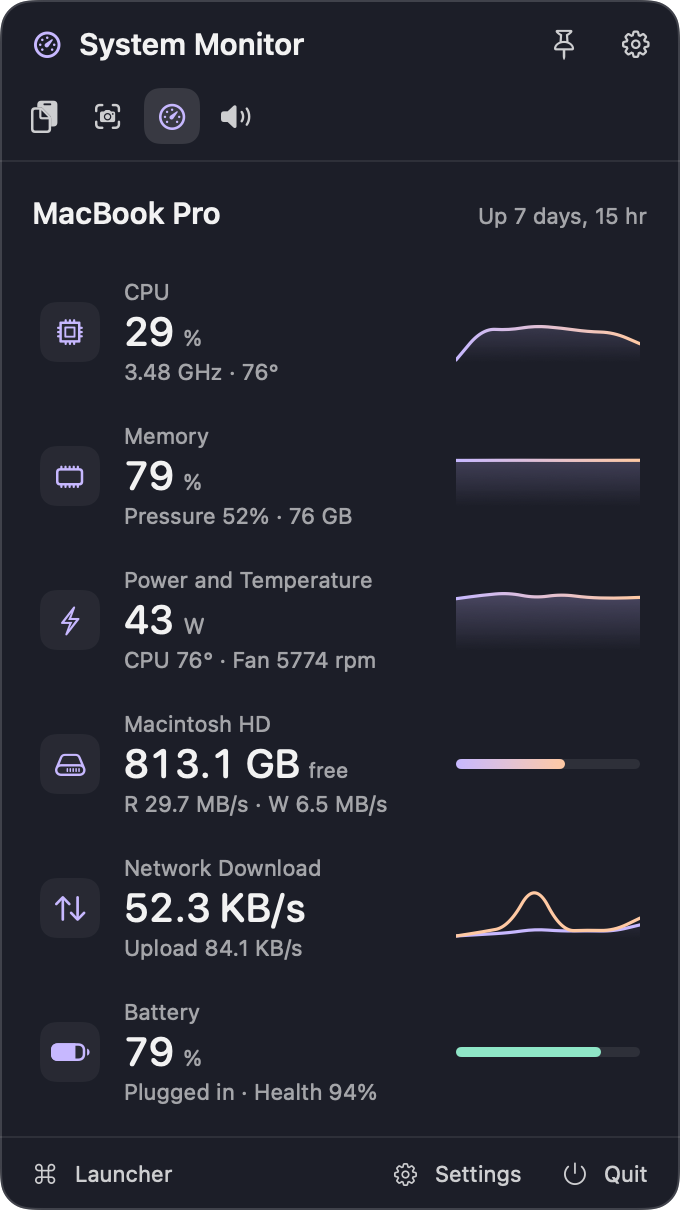 System Monitor
MacBook Pro
Up 7 days, 15 hr
CPU
29 %
3.48 GHz · 76°
Memory
79 %
Pressure 52% · 76 GB
Power and Temperature
43 W
CPU 76° · Fan 5774 rpm
Macintosh HD
813.1 GB free
R 29.7 MB/s · W 6.5 MB/s
Network Download
52.3 KB/s
Upload 84.1 KB/s
Battery
79 %
Plugged in · Health 94%
Launcher
Settings
Quit